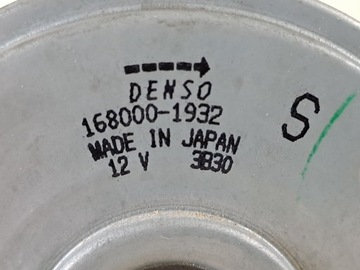 DENSO
168000-1932
S
MADE IN JAPAN
12 V 3B30